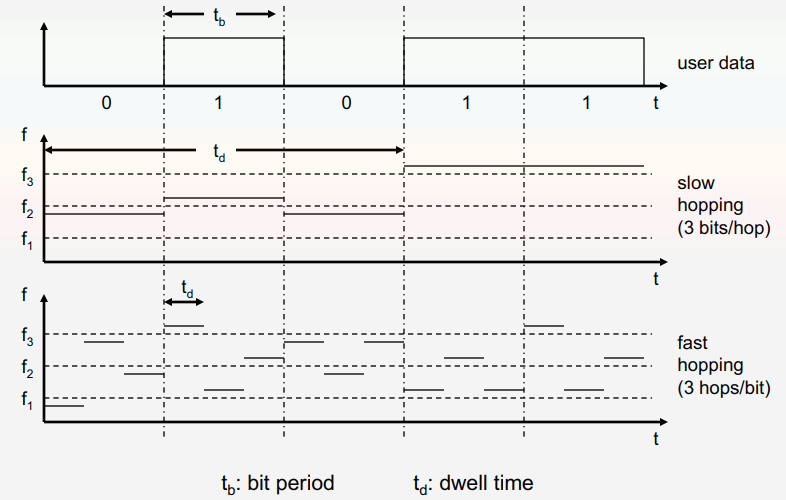 t_b
user data
0 1 0 1 1 t
f
t_d
f_3
slow
f_2
hopping
(3 bits/hop)
f_1
t
f
t_d
f_3
fast
f_2
hopping
(3 hops/bit)
f_1
t
t_b: bit period t_d: dwell time